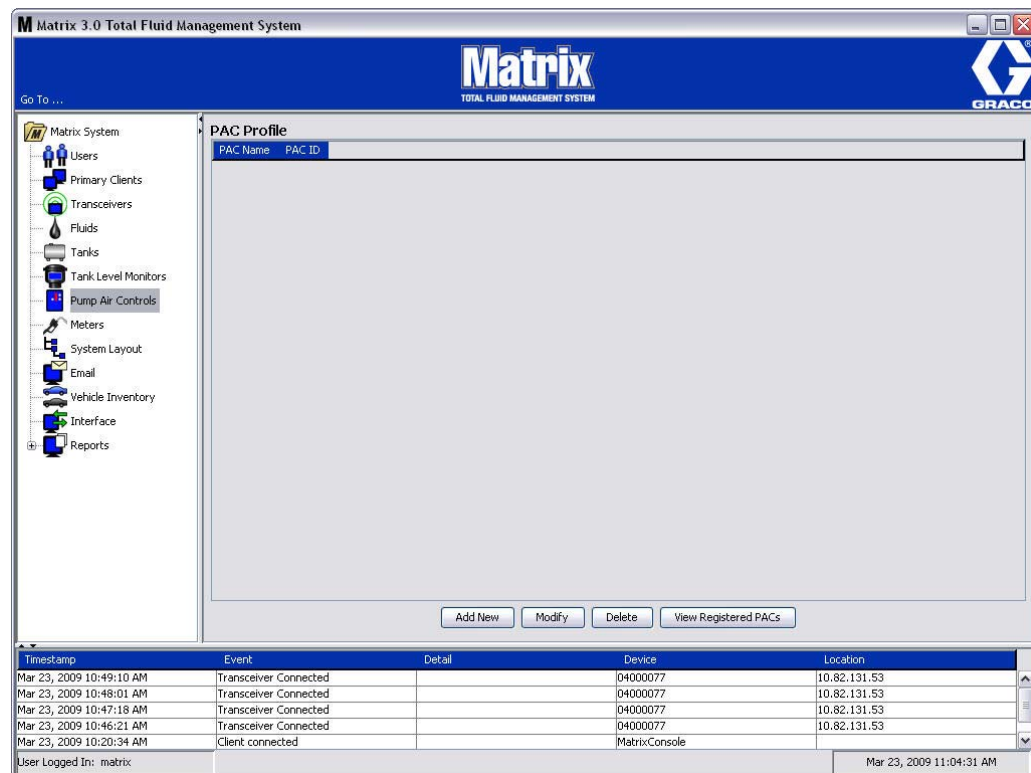 M Matrix 3.0 Total Fluid Management System
Matrix
TOTAL FLUID MANAGEMENT SYSTEM
Go To ...
GRACO
®
Matrix System
Users
Primary Clients
Transceivers
Fluids
Tanks
Tank Level Monitors
Pump Air Controls
Meters
System Layout
Email
Vehicle Inventory
Interface
Reports
PAC Profile
PAC Name PAC ID
Add New Modify Delete View Registered PACs
Timestamp Event Detail Device Location
Mar 23, 2009 10:49:10 AM Transceiver Connected 04000077 10.82.131.53
Mar 23, 2009 10:48:01 AM Transceiver Connected 04000077 10.82.131.53
Mar 23, 2009 10:47:18 AM Transceiver Connected 04000077 10.82.131.53
Mar 23, 2009 10:46:21 AM Transceiver Connected 04000077 10.82.131.53
Mar 23, 2009 10:20:34 AM Client connected MatrixConsole
User Logged In: matrix Mar 23, 2009 11:04:31 AM